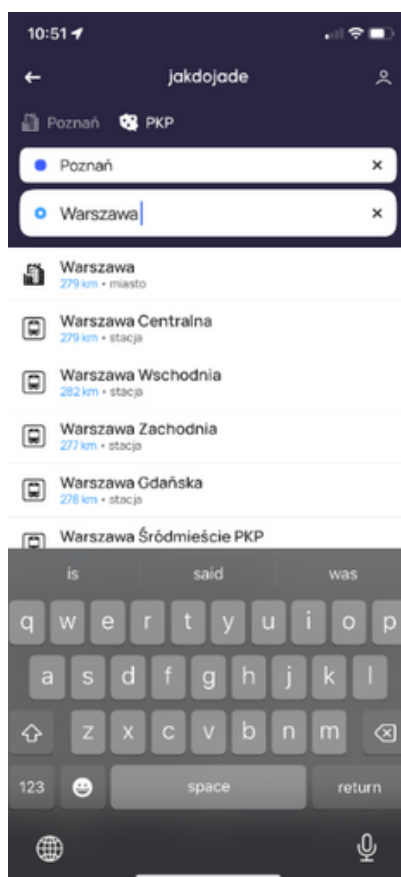 10:51
jakdojade
Poznań PKP
Poznań
Warszawa
Warszawa
279 km • miasto
Warszawa Centralna
279 km • stacja
Warszawa Wschodnia
282 km • stacja
Warszawa Zachodnia
277 km • stacja
Warszawa Gdańska
278 km • stacja
Warszawa Śródmieście PKP
is said was
q w e r t y u i o p
a s d f g h j k l
z x c v b n m
123 space return